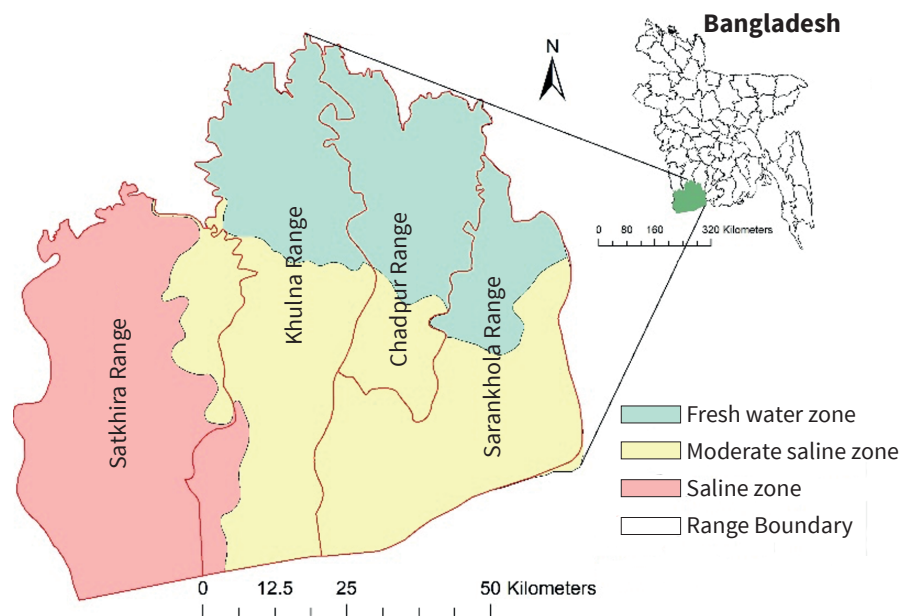 Bangladesh
N
0 80 160 320 Kilometers
Satkhira Range
Khulna Range
Chadpur Range
Sarankhola Range
Fresh water zone
Moderate saline zone
Saline zone
Range Boundary
0 12.5 25 50 Kilometers